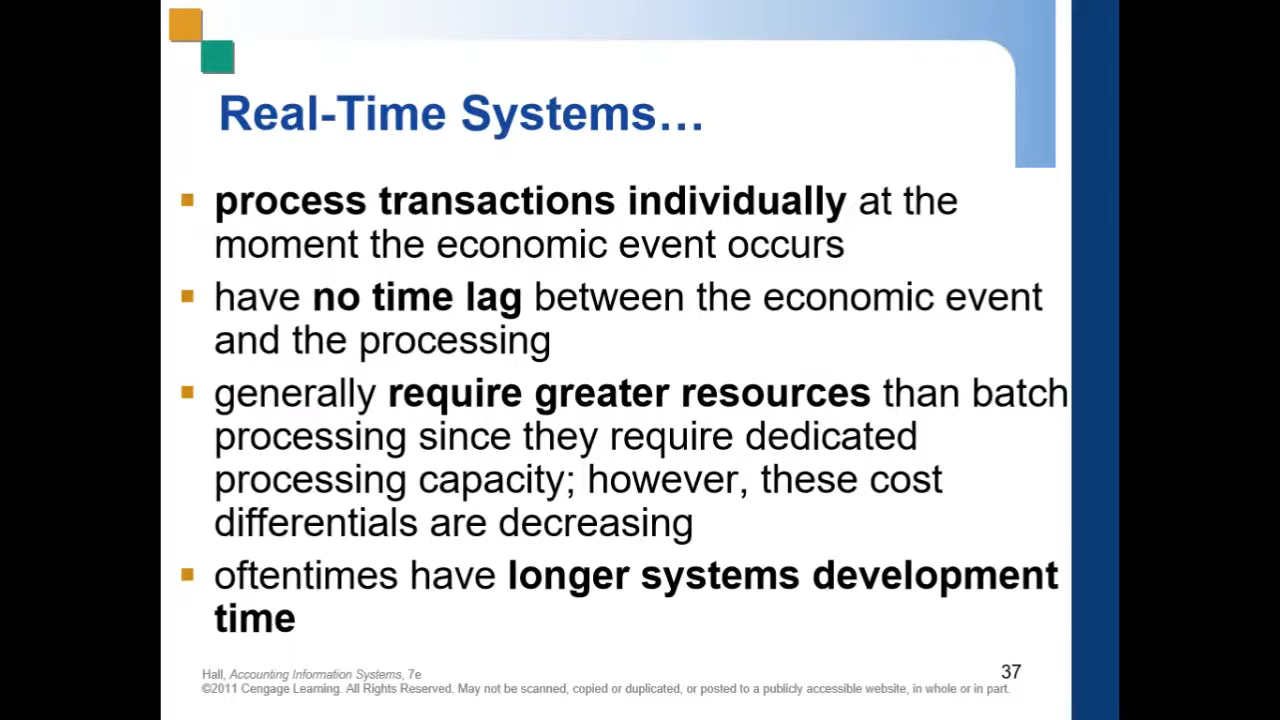 Real-Time Systems…
▪ process transactions individually at the
moment the economic event occurs
▪ have no time lag between the economic event
and the processing
▪ generally require greater resources than batch
processing since they require dedicated
processing capacity; however, these cost
differentials are decreasing
▪ oftentimes have longer systems development
time
Hall, Accounting Information Systems, 7e
©2011 Cengage Learning. All Rights Reserved. May not be scanned, copied or duplicated, or posted to a publicly accessible website, in whole or in part.
37